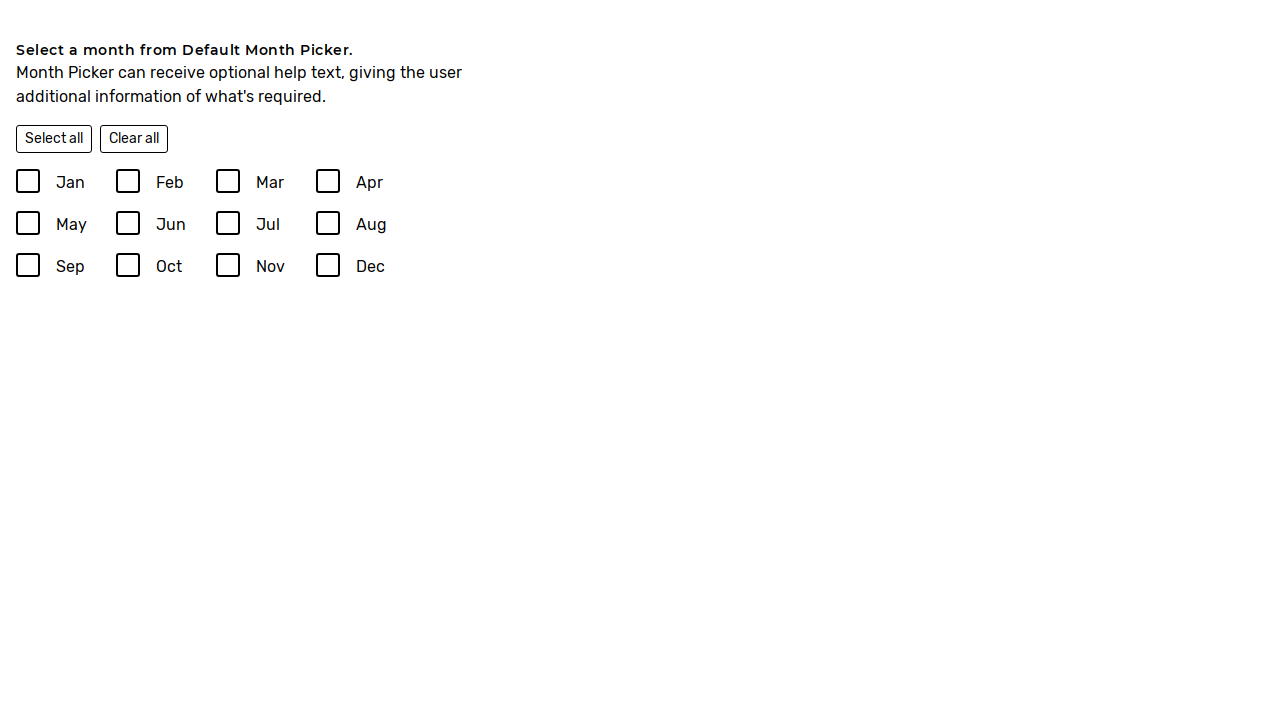 Select a month from Default Month Picker.
Month Picker can receive optional help text, giving the user
additional information of what's required.
Select all Clear all
Jan Feb Mar Apr
May Jun Jul Aug
Sep Oct Nov Dec